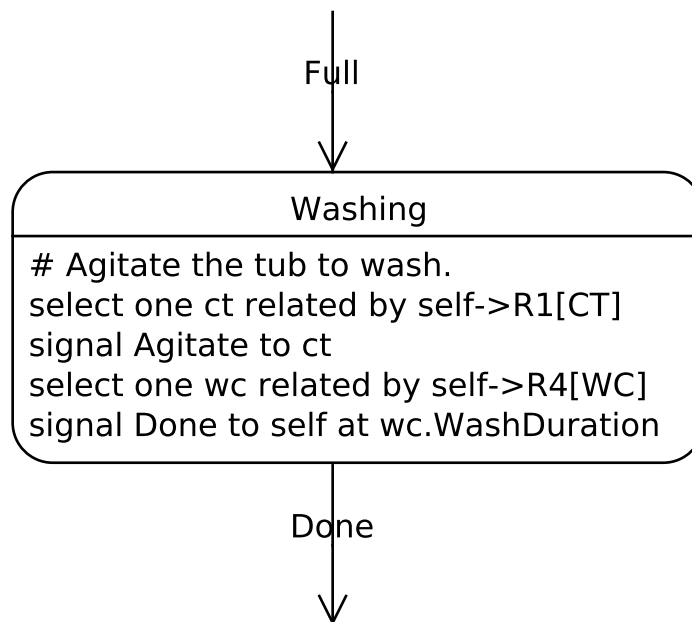 Full
Washing
# Agitate the tub to wash.
select one ct related by self->R1[CT]
signal Agitate to ct
select one wc related by self->R4[WC]
signal Done to self at wc.WashDuration
Done